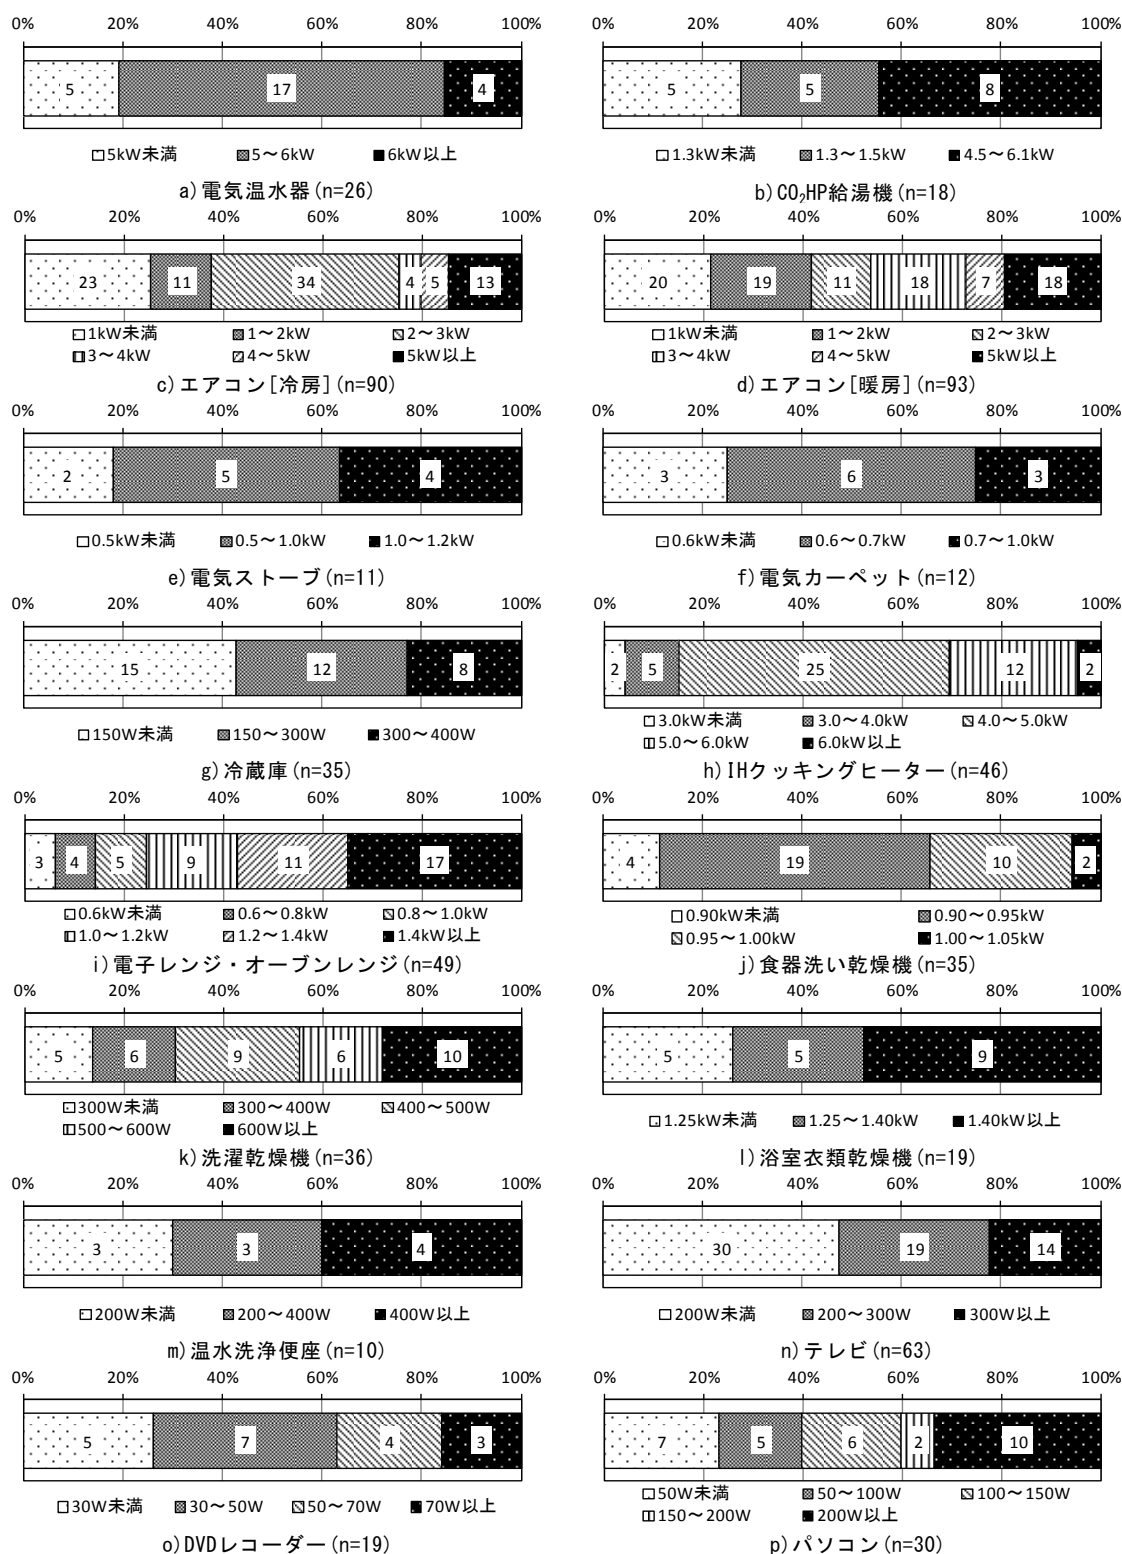 0% 20% 40% 60% 80% 100%
5 17 4
5kW未満 5～6kW 6kW以上
a)電気温水器(n=26)
0% 20% 40% 60% 80% 100%
5 5 8
1.3kW未満 1.3～1.5kW 4.5～6.1kW
b)CO₂HP給湯機(n=18)
0% 20% 40% 60% 80% 100%
23 11 34 4 5 13
1kW未満 1～2kW 2～3kW
3～4kW 4～5kW 5kW以上
c)エアコン[冷房](n=90)
0% 20% 40% 60% 80% 100%
20 19 11 18 7 18
1kW未満 1～2kW 2～3kW
3～4kW 4～5kW 5kW以上
d)エアコン[暖房](n=93)
0% 20% 40% 60% 80% 100%
2 5 4
0.5kW未満 0.5～1.0kW 1.0～1.2kW
e)電気ストーブ(n=11)
0% 20% 40% 60% 80% 100%
3 6 3
0.6kW未満 0.6～0.7kW 0.7～1.0kW
f)電気カーペット(n=12)
0% 20% 40% 60% 80% 100%
15 12 8
150W未満 150～300W 300～400W
g)冷蔵庫(n=35)
0% 20% 40% 60% 80% 100%
2 5 25 12 2
3.0kW未満 3.0～4.0kW 4.0～5.0kW
5.0～6.0kW 6.0kW以上
h)IHクッキングヒーター(n=46)
0% 20% 40% 60% 80% 100%
3 4 5 9 11 17
0.6kW未満 0.6～0.8kW 0.8～1.0kW
1.0～1.2kW 1.2～1.4kW 1.4kW以上
i)電子レンジ・オーブンレンジ(n=49)
0% 20% 40% 60% 80% 100%
4 19 10 2
0.90kW未満 0.90～0.95kW
0.95～1.00kW 1.00～1.05kW
j)食器洗い乾燥機(n=35)
0% 20% 40% 60% 80% 100%
5 6 9 6 10
300W未満 300～400W 400～500W
500～600W 600W以上
k)洗濯乾燥機(n=36)
0% 20% 40% 60% 80% 100%
5 5 9
1.25kW未満 1.25～1.40kW 1.40kW以上
l)浴室衣類乾燥機(n=19)
0% 20% 40% 60% 80% 100%
3 3 4
200W未満 200～400W 400W以上
m)温水洗浄便座(n=10)
0% 20% 40% 60% 80% 100%
30 19 14
200W未満 200～300W 300W以上
n)テレビ(n=63)
0% 20% 40% 60% 80% 100%
5 7 4 3
30W未満 30～50W 50～70W 70W以上
o)DVDレコーダー(n=19)
0% 20% 40% 60% 80% 100%
7 5 6 2 10
50W未満 50～100W 100～150W
150～200W 200W以上
p)パソコン(n=30)